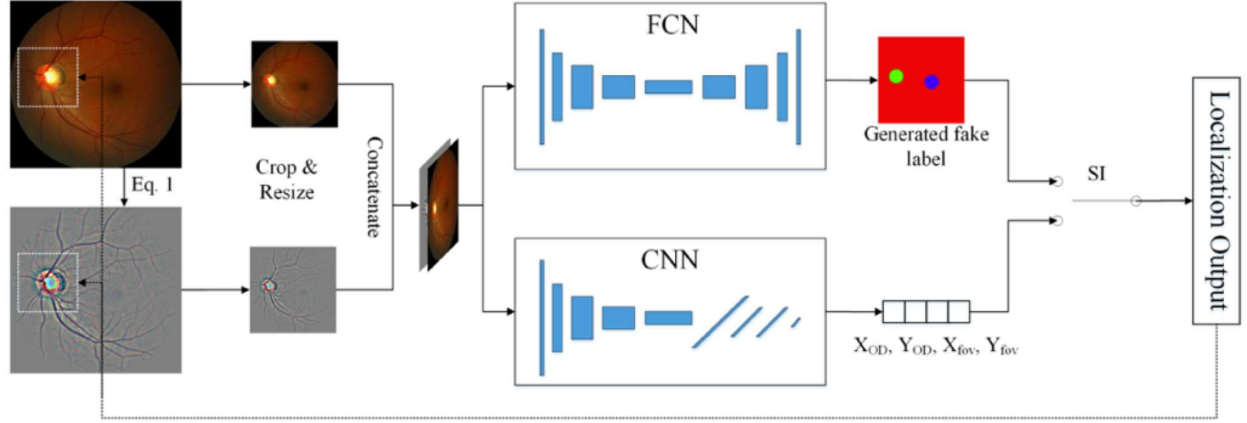 FCN
Generated fake
label
Eq. 1
Crop &
Resize
Concatenate
SI
Localization Output
CNN
X_OD, Y_OD, X_fov, Y_fov